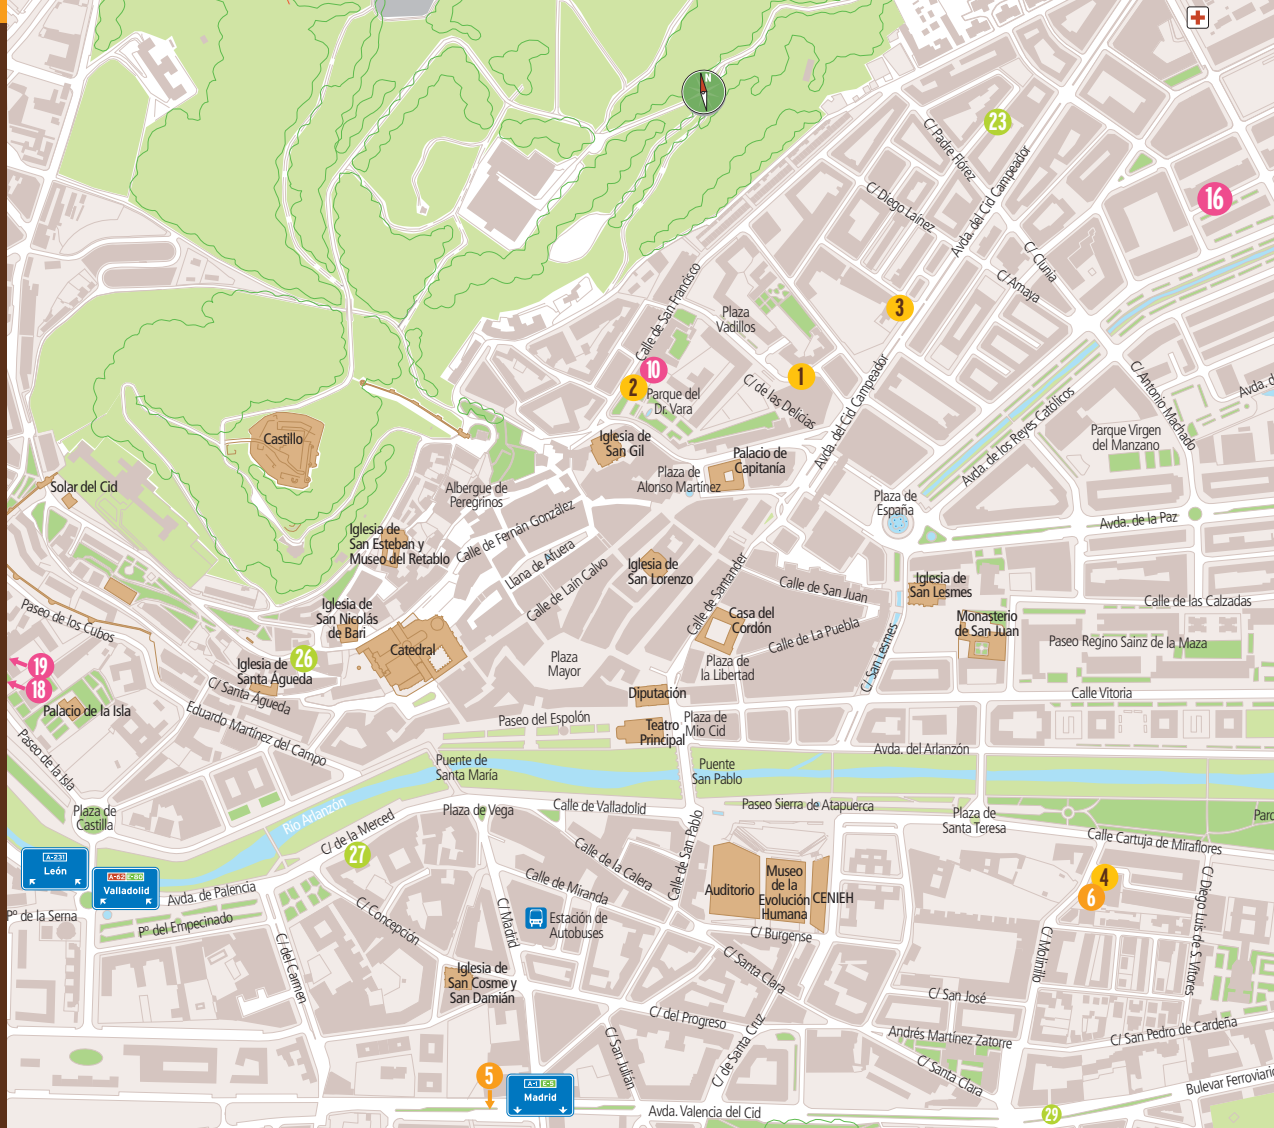 N
23
C/ Padre Flórez
Avda. del Cid Campeador
C/ Diego Laínez
16
C/ Clunia
C/ Amaya
Calle de San Francisco
3
Plaza
Vadillos
10
2
1
Parque del
Dr. Vara
C/ de las Delicias
Avda. del Cid Campeador
C/ Antonio Machado
Avda. d
Avda. de los Reyes Católicos
Parque Virgen
del Manzano
Castillo
Iglesia de
San Gil
Palacio de
Capitanía
Plaza de
Alonso Martínez
Solar del Cid
Albergue de
Peregrinos
Plaza de
España
Avda. de la Paz
Iglesia de
San Esteban y
Museo del Retablo
Calle de Fernán González
Llana de Afuera
Calle de Laín Calvo
Iglesia de
San Lorenzo
Calle de Santander
Calle de San Juan
Iglesia de
San Lesmes
Calle de las Calzadas
Paseo de los Cubos
Iglesia de
San Nicolás
de Bari
Casa del
Cordón
Calle de La Puebla
Monasterio
de San Juan
Paseo Regino Sainz de la Maza
C/ San Lesmes
Catedral
19
18
26
Iglesia de
Santa Águeda
C/ Santa Águeda
Plaza
Mayor
Plaza de
la Libertad
Diputación
Calle Vitoria
Palacio de la Isla
Eduardo Martínez del Campo
Paseo del Espolón
Teatro
Principal
Plaza de
Mio Cid
Avda. del Arlanzón
Paseo de la Isla
Puente de
Santa María
Puente
San Pablo
Río Arlanzón
Plaza de
Castilla
C/ de la Merced
Plaza de Vega
Calle de Valladolid
Paseo Sierra de Atapuerca
Plaza de
Santa Teresa
Parc
Calle Cartuja de Miraflores
27
Calle de la Calera
Calle de San Pablo
A-231
León
A-62 E-80
Valladolid
Avda. de Palencia
Calle de Miranda
Auditorio
Museo
de la
Evolución
Humana
CENIEH
4
6
C/ Diego Luis de S. Vitores
Pº de la Serna
Pº del Empecinado
C/ Concepción
C/ Madrid
Estación de
Autobuses
C/ Burgense
C/ Molinillo
C/ del Carmen
Iglesia de
San Cosme y
San Damián
C/ Santa Clara
C/ San José
C/ del Progreso
Andrés Martínez Zatorre
C/ San Pedro de Cardeña
C/ San Julián
C/ de Santa Cruz
C/ Santa Clara
5
A-1 E-5
Madrid
Bulevar Ferroviario
Avda. Valencia del Cid
29